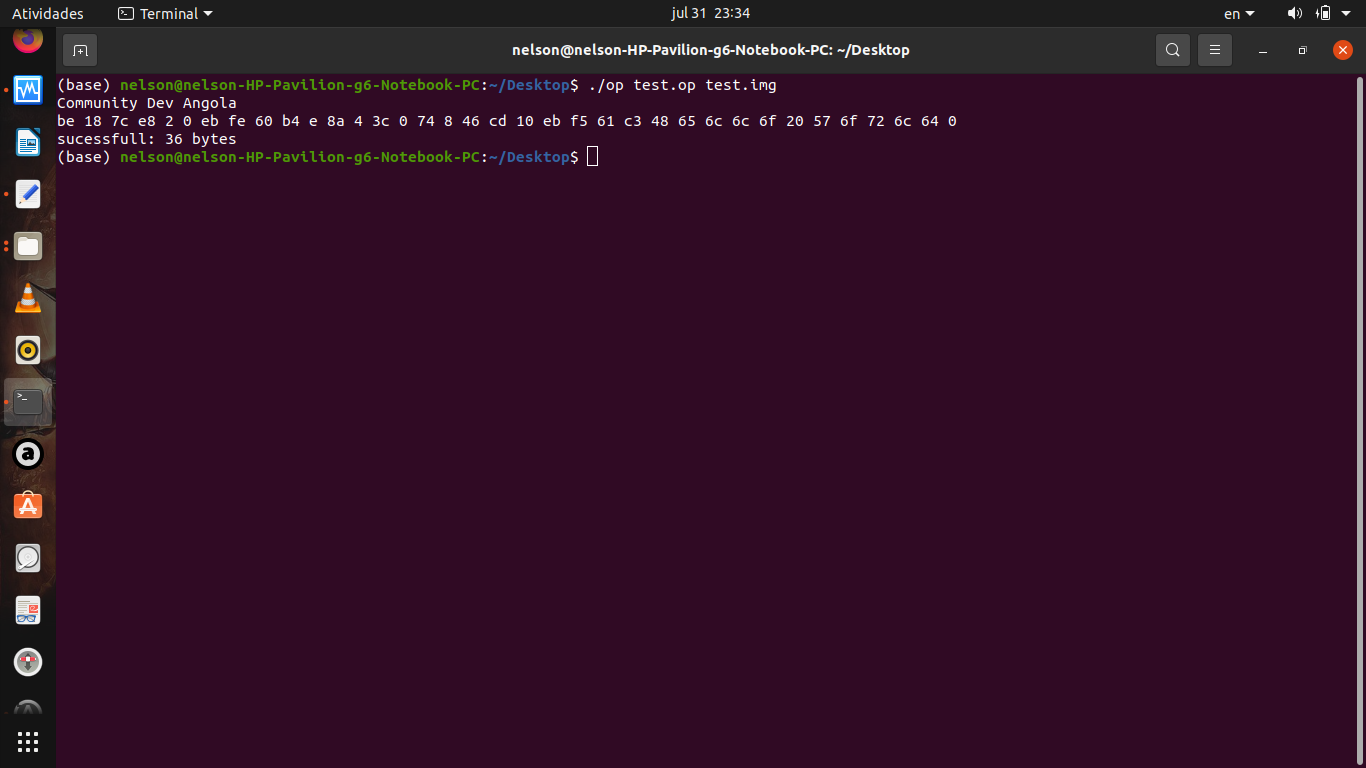 Atividades
Terminal
jul 31 23:34
en
nelson@nelson-HP-Pavilion-g6-Notebook-PC: ~/Desktop
(base) nelson@nelson-HP-Pavilion-g6-Notebook-PC:~/Desktop$ ./op test.op test.img
Community Dev Angola
be 18 7c e8 2 0 eb fe 60 b4 e 8a 4 3c 0 74 8 46 cd 10 eb f5 61 c3 48 65 6c 6c 6f 20 57 6f 72 6c 64 0
sucessfull: 36 bytes
(base) nelson@nelson-HP-Pavilion-g6-Notebook-PC:~/Desktop$